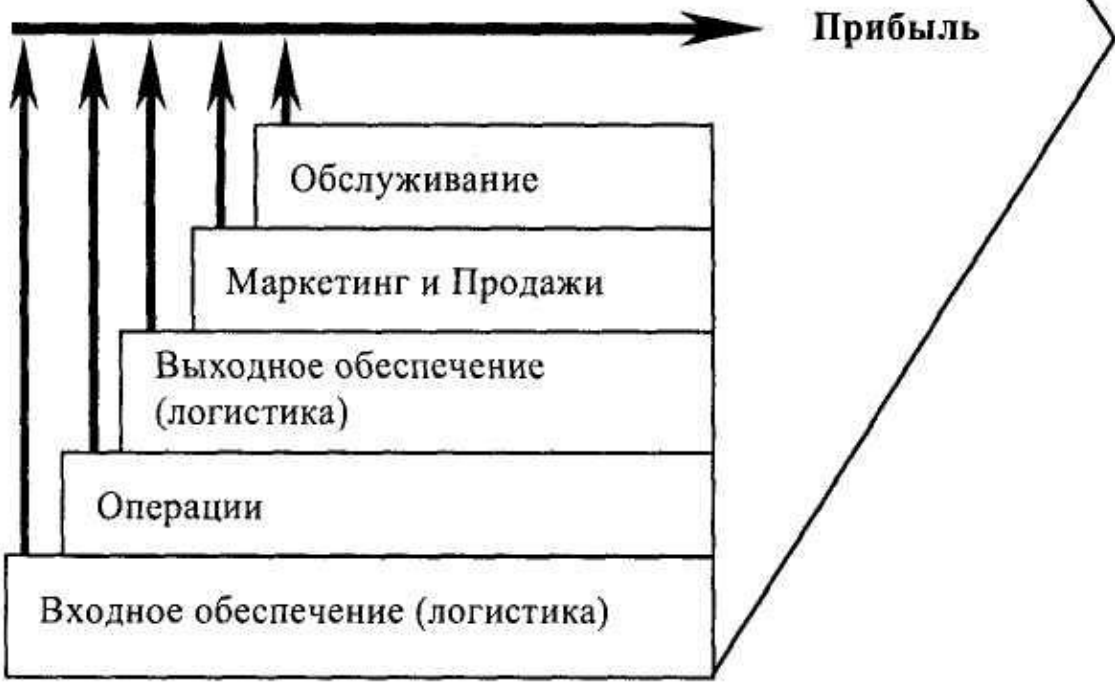 Прибыль
Обслуживание
Маркетинг и Продажи
Выходное обеспечение
(логистика)
Операции
Входное обеспечение (логистика)